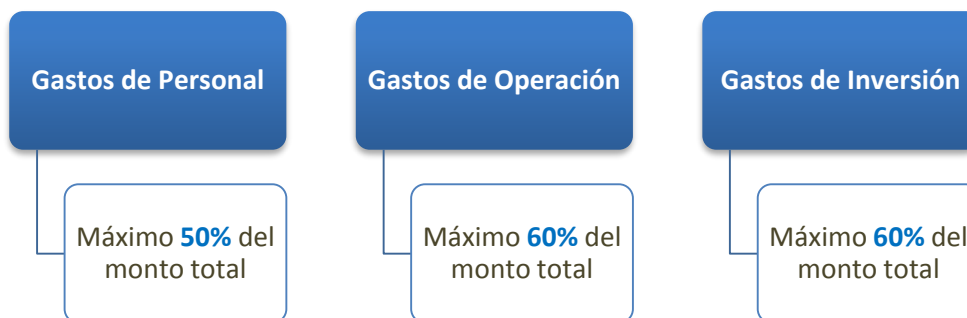 Gastos de Personal
Máximo 50% del
monto total
Gastos de Operación
Máximo 60% del
monto total
Gastos de Inversión
Máximo 60% del
monto total